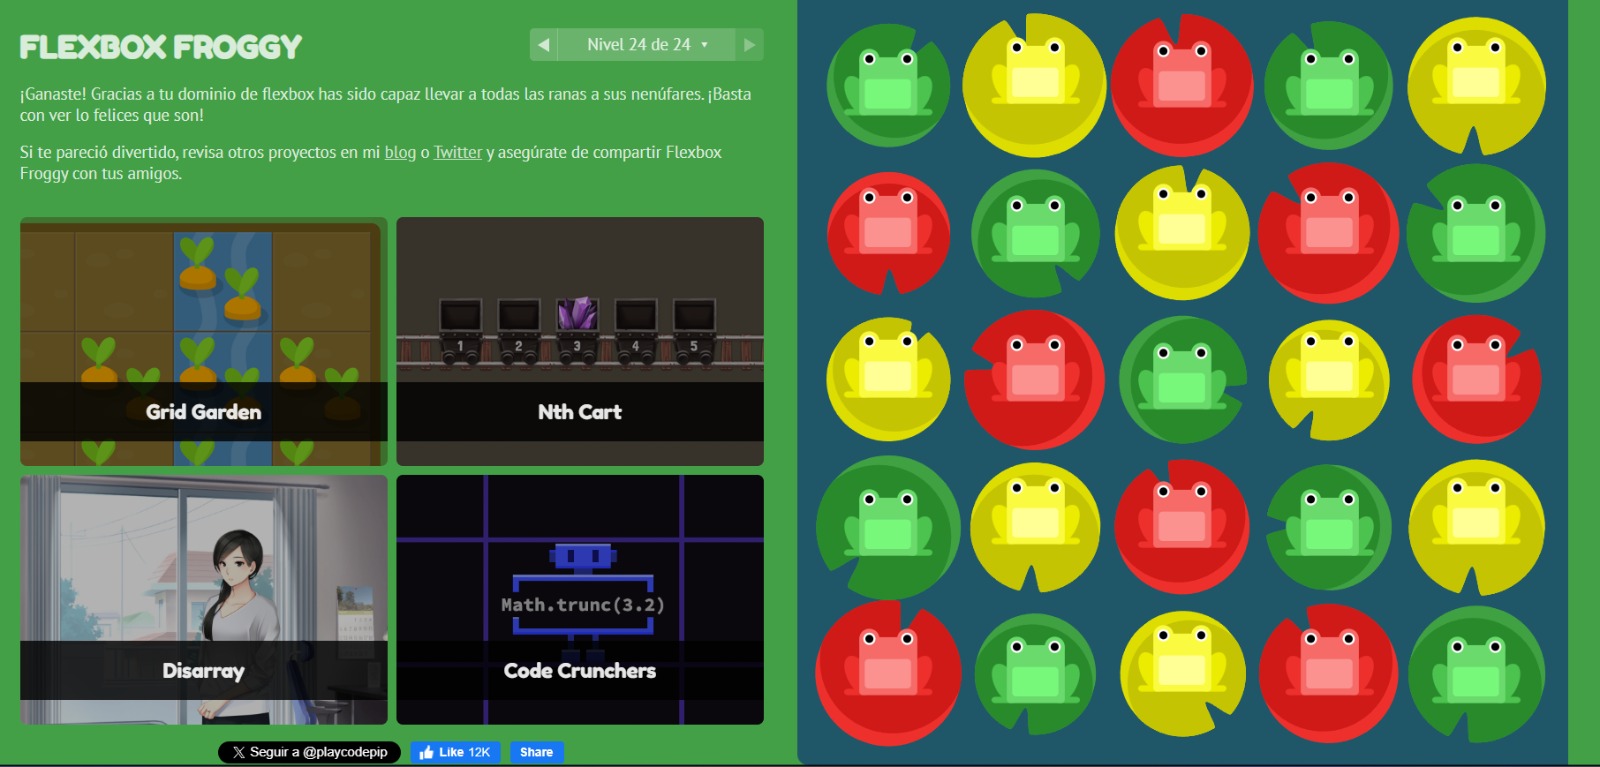 FLEXBOX FROGGY
Nivel 24 de 24
¡Ganaste! Gracias a tu dominio de flexbox has sido capaz llevar a todas las ranas a sus nenúfares. ¡Basta
con ver lo felices que son!
Si te pareció divertido, revisa otros proyectos en mi blog o Twitter y asegúrate de compartir Flexbox
Froggy con tus amigos.
1 2 3 4 5
Grid Garden
Nth Cart
Math.trunc(3.2)
Disarray
Code Crunchers
Seguir a @playcodepip
Like 12K
Share